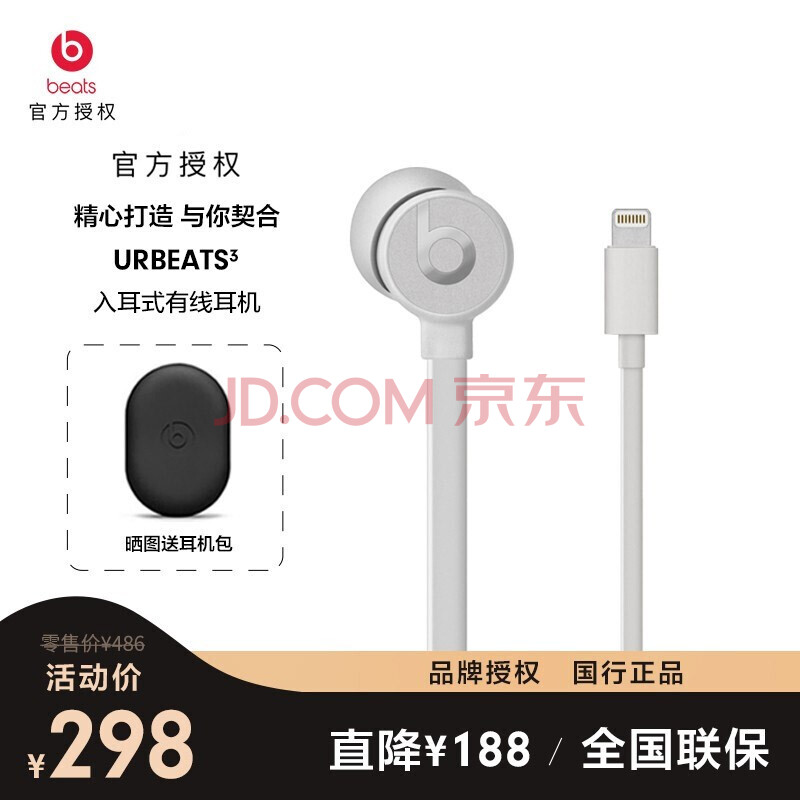 beats
官方授权
官方授权
精心打造 与你契合
URBEATS³
入耳式有线耳机
JD.COM 京东
晒图送耳机包
零售价¥486
活动价
¥298
品牌授权 国行正品
直降¥188 / 全国联保